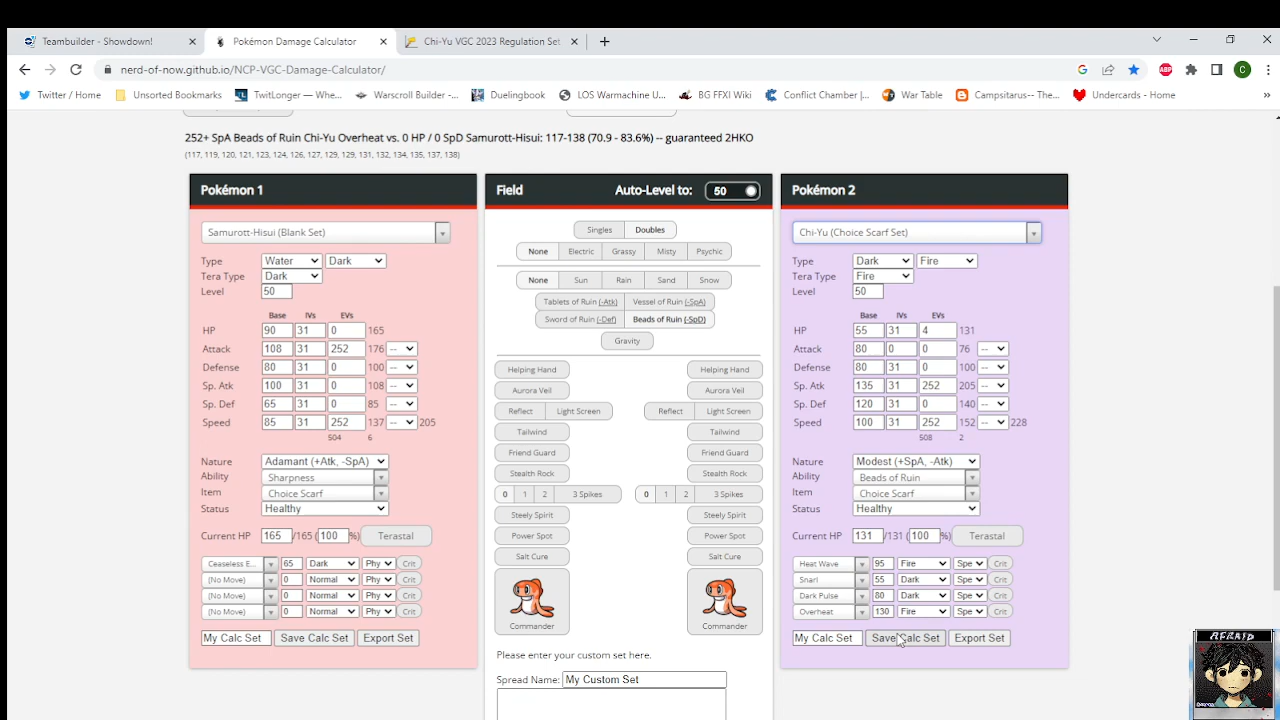 Teambuilder - Showdown! × Pokémon Damage Calculator × Chi-Yu VGC 2023 Regulation Set × +
nerd-of-now.github.io/NCP-VGC-Damage-Calculator/ ABP C
Twitter / Home Unsorted Bookmarks TwitLonger — Whe... Warscroll Builder -... Duelingbook LOS Warmachine U... BG FFXI Wiki Conflict Chamber |... War Table Campsitarus-- The... Undercards - Home »
252+ SpA Beads of Ruin Chi-Yu Overheat vs. 0 HP / 0 SpD Samurott-Hisui: 117-138 (70.9 - 83.6%) -- guaranteed 2HKO
(117, 119, 120, 121, 123, 124, 126, 127, 129, 129, 131, 132, 134, 135, 137, 138)
Pokémon 1
Samurott-Hisui (Blank Set)
Type Water Dark
Tera Type Dark
Level 50
Base IVs EVs
HP 90 31 0 165
Attack 108 31 252 176 --
Defense 80 31 0 100 --
Sp. Atk 100 31 0 108 --
Sp. Def 65 31 0 85 --
Speed 85 31 252 137 -- 205
504 6
Nature Adamant (+Atk, -SpA)
Ability Sharpness
Item Choice Scarf
Status Healthy
Current HP 165 /165 ( 100 %) Terastal
Ceaseless E... 65 Dark Phy Crit
(No Move) 0 Normal Phy Crit
(No Move) 0 Normal Phy Crit
(No Move) 0 Normal Phy Crit
My Calc Set Save Calc Set Export Set
Field Auto-Level to: 50
Singles Doubles
None Electric Grassy Misty Psychic
None Sun Rain Sand Snow
Tablets of Ruin (-Atk) Vessel of Ruin (-SpA)
Sword of Ruin (-Def) Beads of Ruin (-SpD)
Gravity
Helping Hand Helping Hand
Aurora Veil Aurora Veil
Reflect Light Screen Reflect Light Screen
Tailwind Tailwind
Friend Guard Friend Guard
Stealth Rock Stealth Rock
0 1 2 3 Spikes 0 1 2 3 Spikes
Steely Spirit Steely Spirit
Power Spot Power Spot
Salt Cure Salt Cure
Commander Commander
Please enter your custom set here.
Spread Name: My Custom Set
Pokémon 2
Chi-Yu (Choice Scarf Set)
Type Dark Fire
Tera Type Fire
Level 50
Base IVs EVs
HP 55 31 4 131
Attack 80 0 0 76 --
Defense 80 31 0 100 --
Sp. Atk 135 31 252 205 --
Sp. Def 120 31 0 140 --
Speed 100 31 252 152 -- 228
508 2
Nature Modest (+SpA, -Atk)
Ability Beads of Ruin
Item Choice Scarf
Status Healthy
Current HP 131 /131 ( 100 %) Terastal
Heat Wave 95 Fire Spe Crit
Snarl 55 Dark Spe Crit
Dark Pulse 80 Dark Spe Crit
Overheat 130 Fire Spe Crit
My Calc Set Save Calc Set Export Set
AFRAID